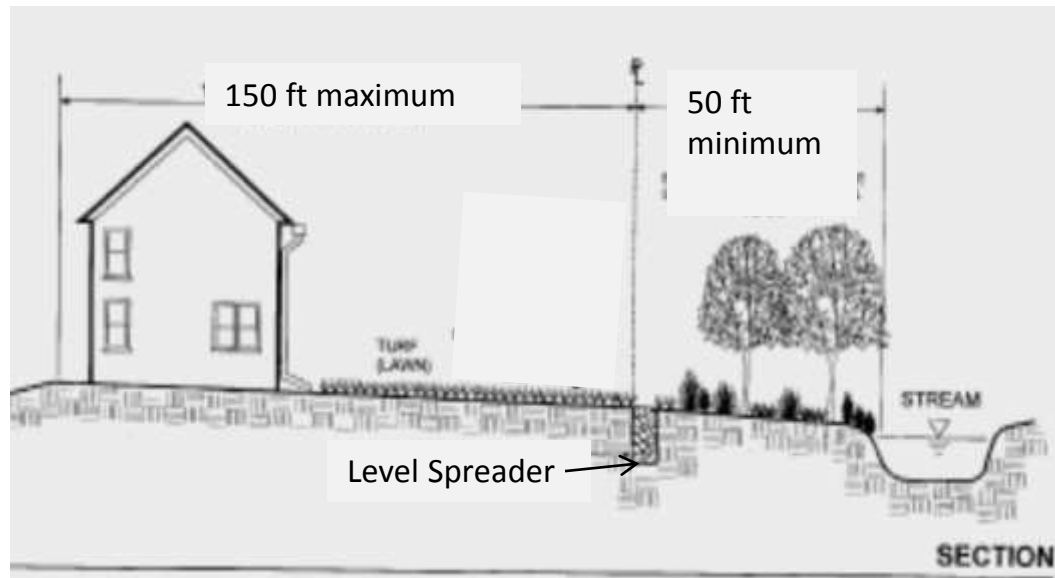 150 ft maximum
50 ft
minimum
TURF
(LAWN)
STREAM
Level Spreader
SECTION